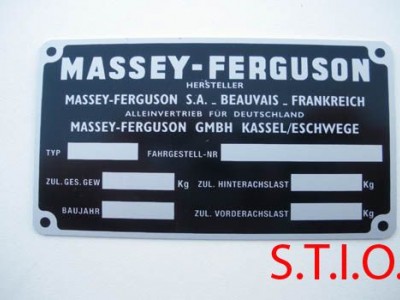 MASSEY-FERGUSON
HERSTELLER
MASSEY-FERGUSON S.A. - BEAUVAIS - FRANKREICH
ALLEINVERTRIEB FÜR DEUTSCHLAND
MASSEY-FERGUSON GMBH KASSEL/ESCHWEGE
TYP FAHRGESTELL-NR
ZUL. GES. GEW Kg ZUL. HINTERACHSLAST Kg
BAUJAHR ZUL. VORDERACHSLAST Kg
S.T.I.O.